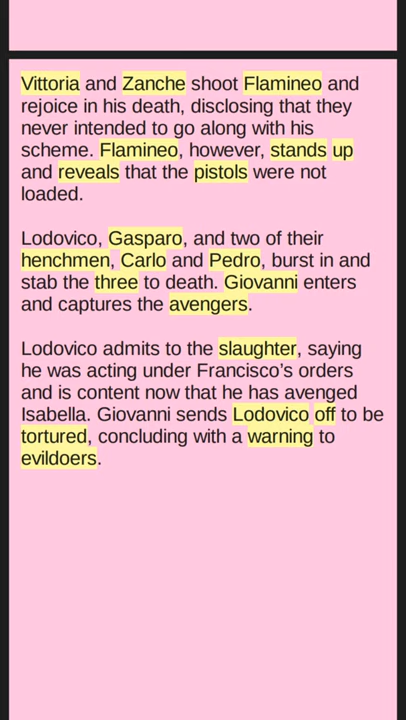 Vittoria and Zanche shoot Flamineo and
rejoice in his death, disclosing that they
never intended to go along with his
scheme. Flamineo, however, stands up
and reveals that the pistols were not
loaded.
Lodovico, Gasparo, and two of their
henchmen, Carlo and Pedro, burst in and
stab the three to death. Giovanni enters
and captures the avengers.
Lodovico admits to the slaughter, saying
he was acting under Francisco’s orders
and is content now that he has avenged
Isabella. Giovanni sends Lodovico off to be
tortured, concluding with a warning to
evildoers.